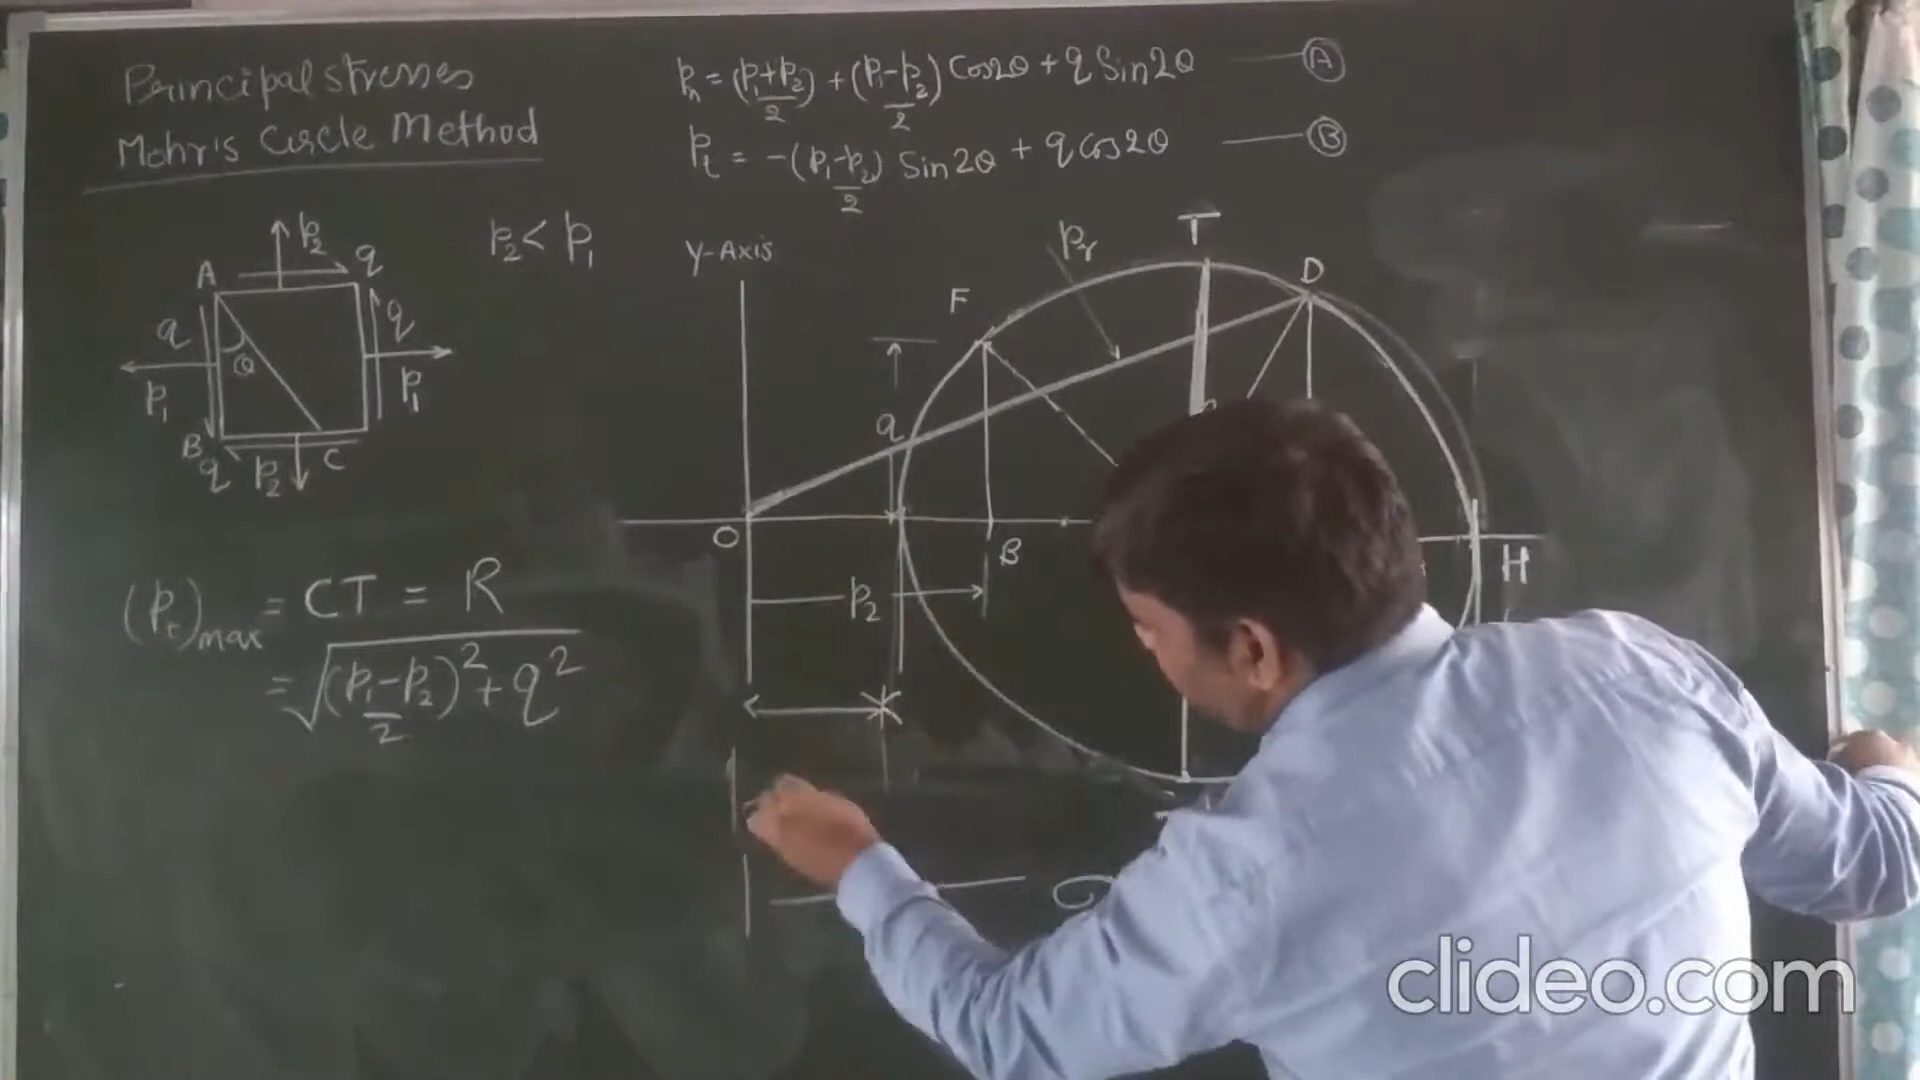 Principal stresses
Mohr's Circle Method
pₙ = (p₁+p₂)/2 + (p₁-p₂)/2 Cos2θ + q Sin2θ — Ⓐ
pₜ = -(p₁-p₂)/2 Sin2θ + q cos2θ — Ⓑ
p₂ < p₁
A
p₂
q
q
q
θ
p₁
p₁
B
q
p₂
C
Y-Axis
pᵣ
T
D
F
q
O
B
H
p₂
(pₜ)max = CT = R
= √((p₁-p₂)/2)² + q²
clideo.com